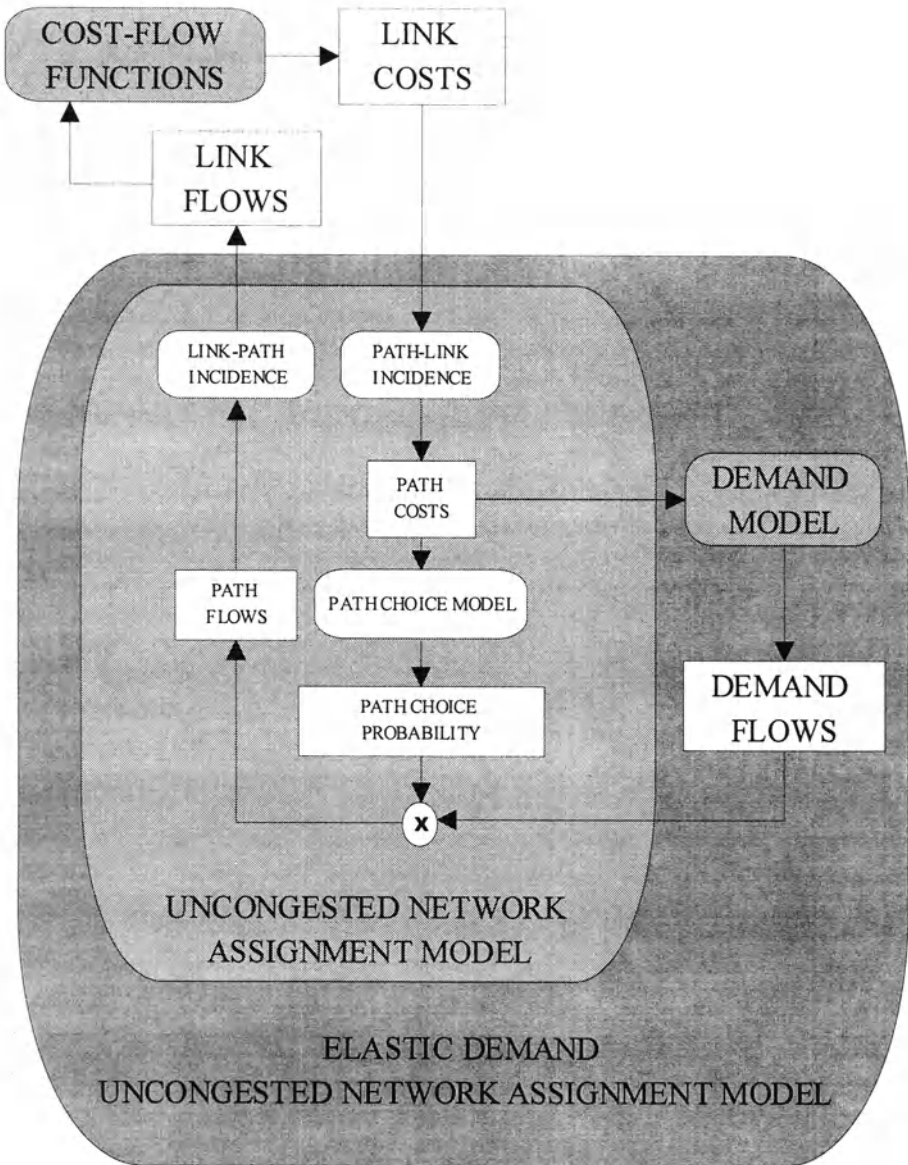 COST-FLOW
FUNCTIONS
LINK
COSTS
LINK
FLOWS
LINK-PATH
INCIDENCE
PATH-LINK
INCIDENCE
PATH
COSTS
DEMAND
MODEL
PATH
FLOWS
PATH CHOICE MODEL
PATH CHOICE
PROBABILITY
DEMAND
FLOWS
X
UNCONGESTED NETWORK
ASSIGNMENT MODEL
ELASTIC DEMAND
UNCONGESTED NETWORK ASSIGNMENT MODEL